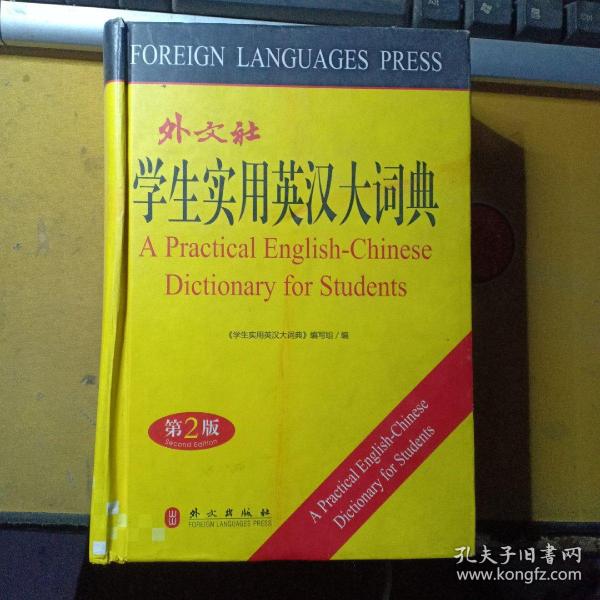 FOREIGN LANGUAGES PRESS
外文社
学生实用英汉大词典
A Practical English-Chinese
Dictionary for Students
《学生实用英汉大词典》编写组/编
第2版
Second Edition
A Practical English-Chinese
Dictionary for Students
外文出版社
FOREIGN LANGUAGES PRESS
孔夫子旧书网
www.kongfz.com